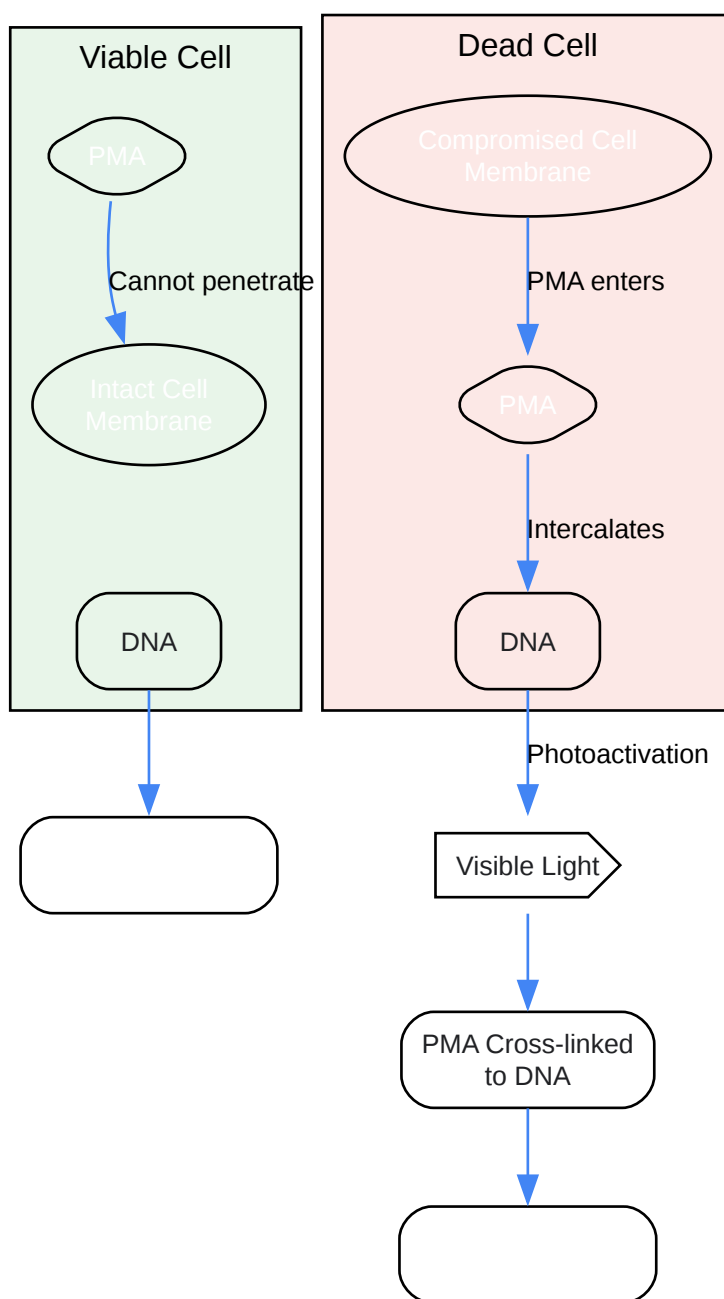 Viable Cell
PMA
Cannot penetrate
Intact Cell
Membrane
DNA
Dead Cell
Compromised Cell
Membrane
PMA enters
PMA
Intercalates
DNA
Photoactivation
Visible Light
PMA Cross-linked
to DNA